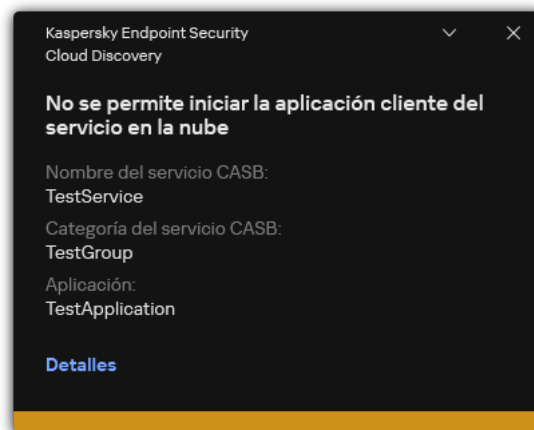 Kaspersky Endpoint Security
Cloud Discovery
No se permite iniciar la aplicación cliente del
servicio en la nube
Nombre del servicio CASB:
TestService
Categoría del servicio CASB:
TestGroup
Aplicación:
TestApplication
Detalles